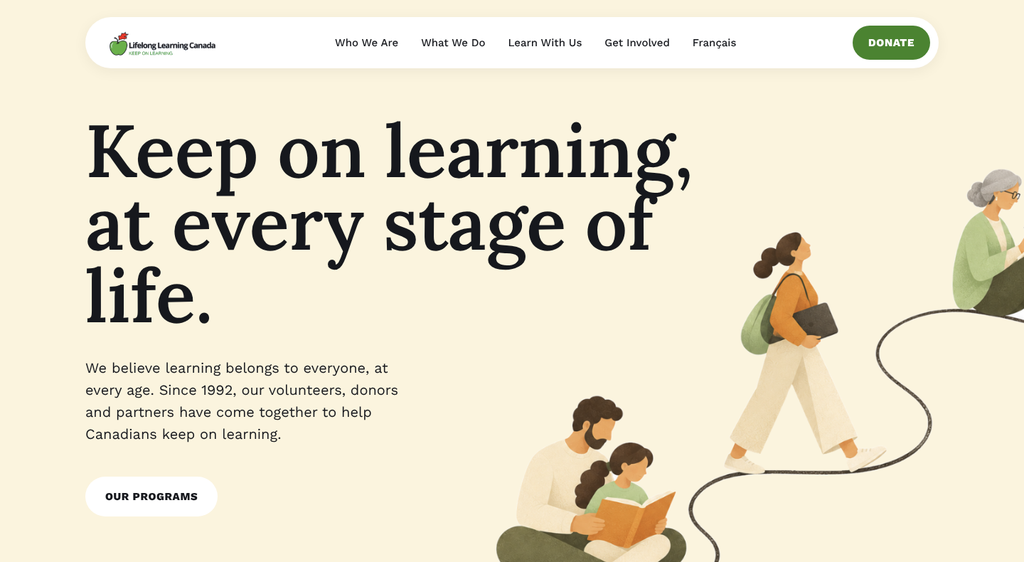 Lifelong Learning Canada
KEEP ON LEARNING
Who We Are
What We Do
Learn With Us
Get Involved
Français
DONATE
Keep on learning,
at every stage of
life.
We believe learning belongs to everyone, at
every age. Since 1992, our volunteers, donors
and partners have come together to help
Canadians keep on learning.
OUR PROGRAMS